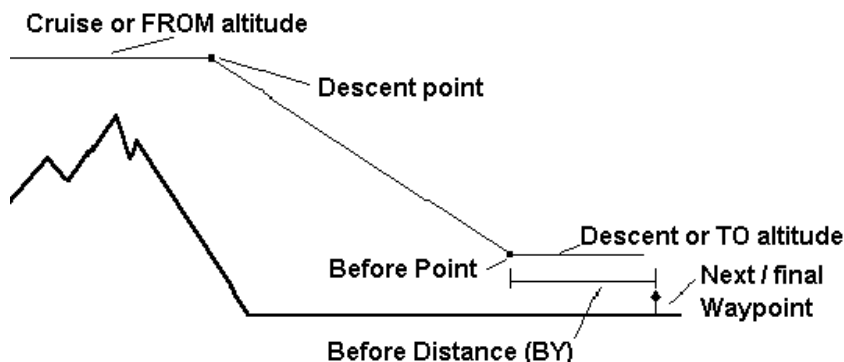 Cruise or FROM altitude
Descent point
Descent or TO altitude
Before Point
Next / final
Waypoint
Before Distance (BY)